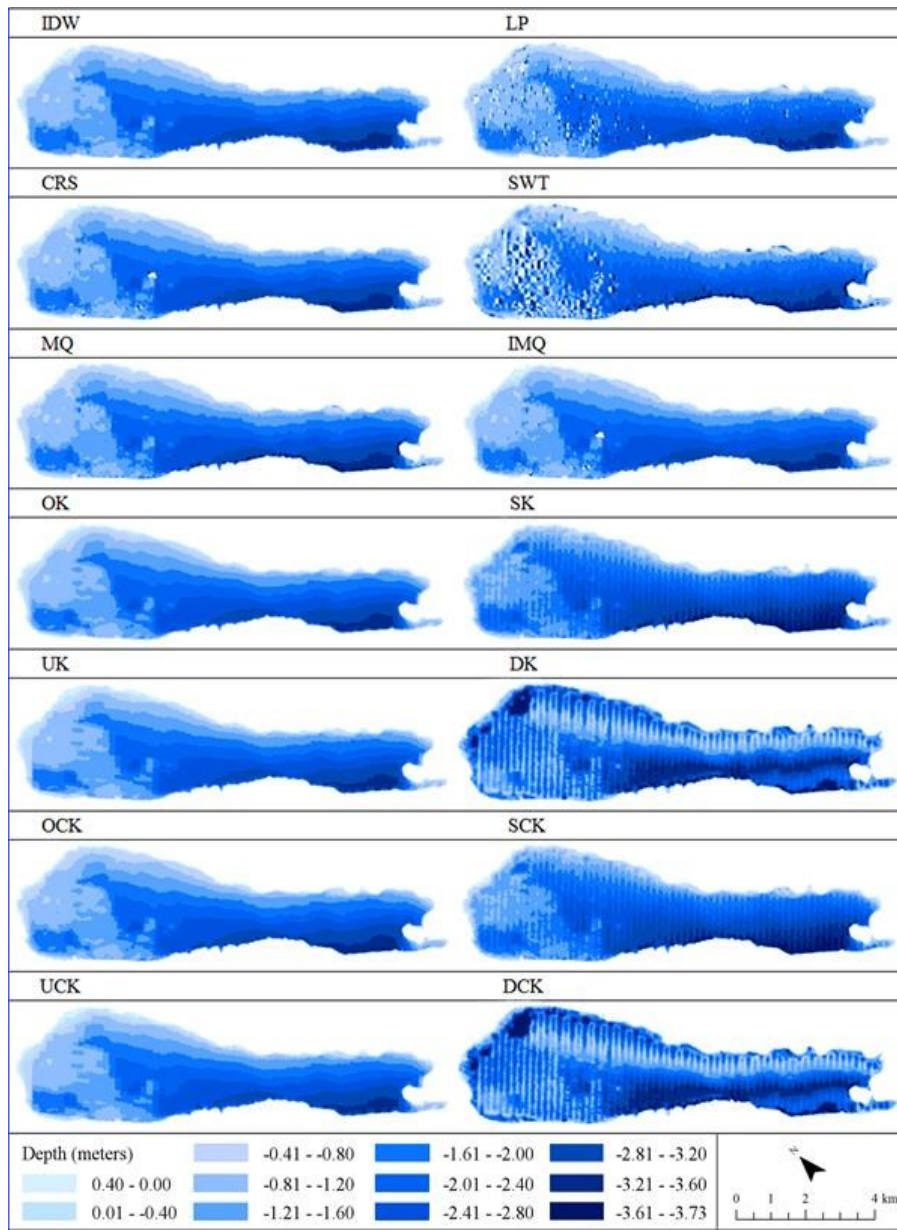 IDW LP
CRS SWT
MQ IMQ
OK SK
UK DK
OCK SCK
UCK DCK
Depth (meters) -0.41 - -0.80 -1.61 - -2.00 -2.81 - -3.20
0.40 - 0.00 -0.81 - -1.20 -2.01 - -2.40 -3.21 - -3.60
0.01 - -0.40 -1.21 - -1.60 -2.41 - -2.80 -3.61 - -3.73
N
0 1 2 4 km